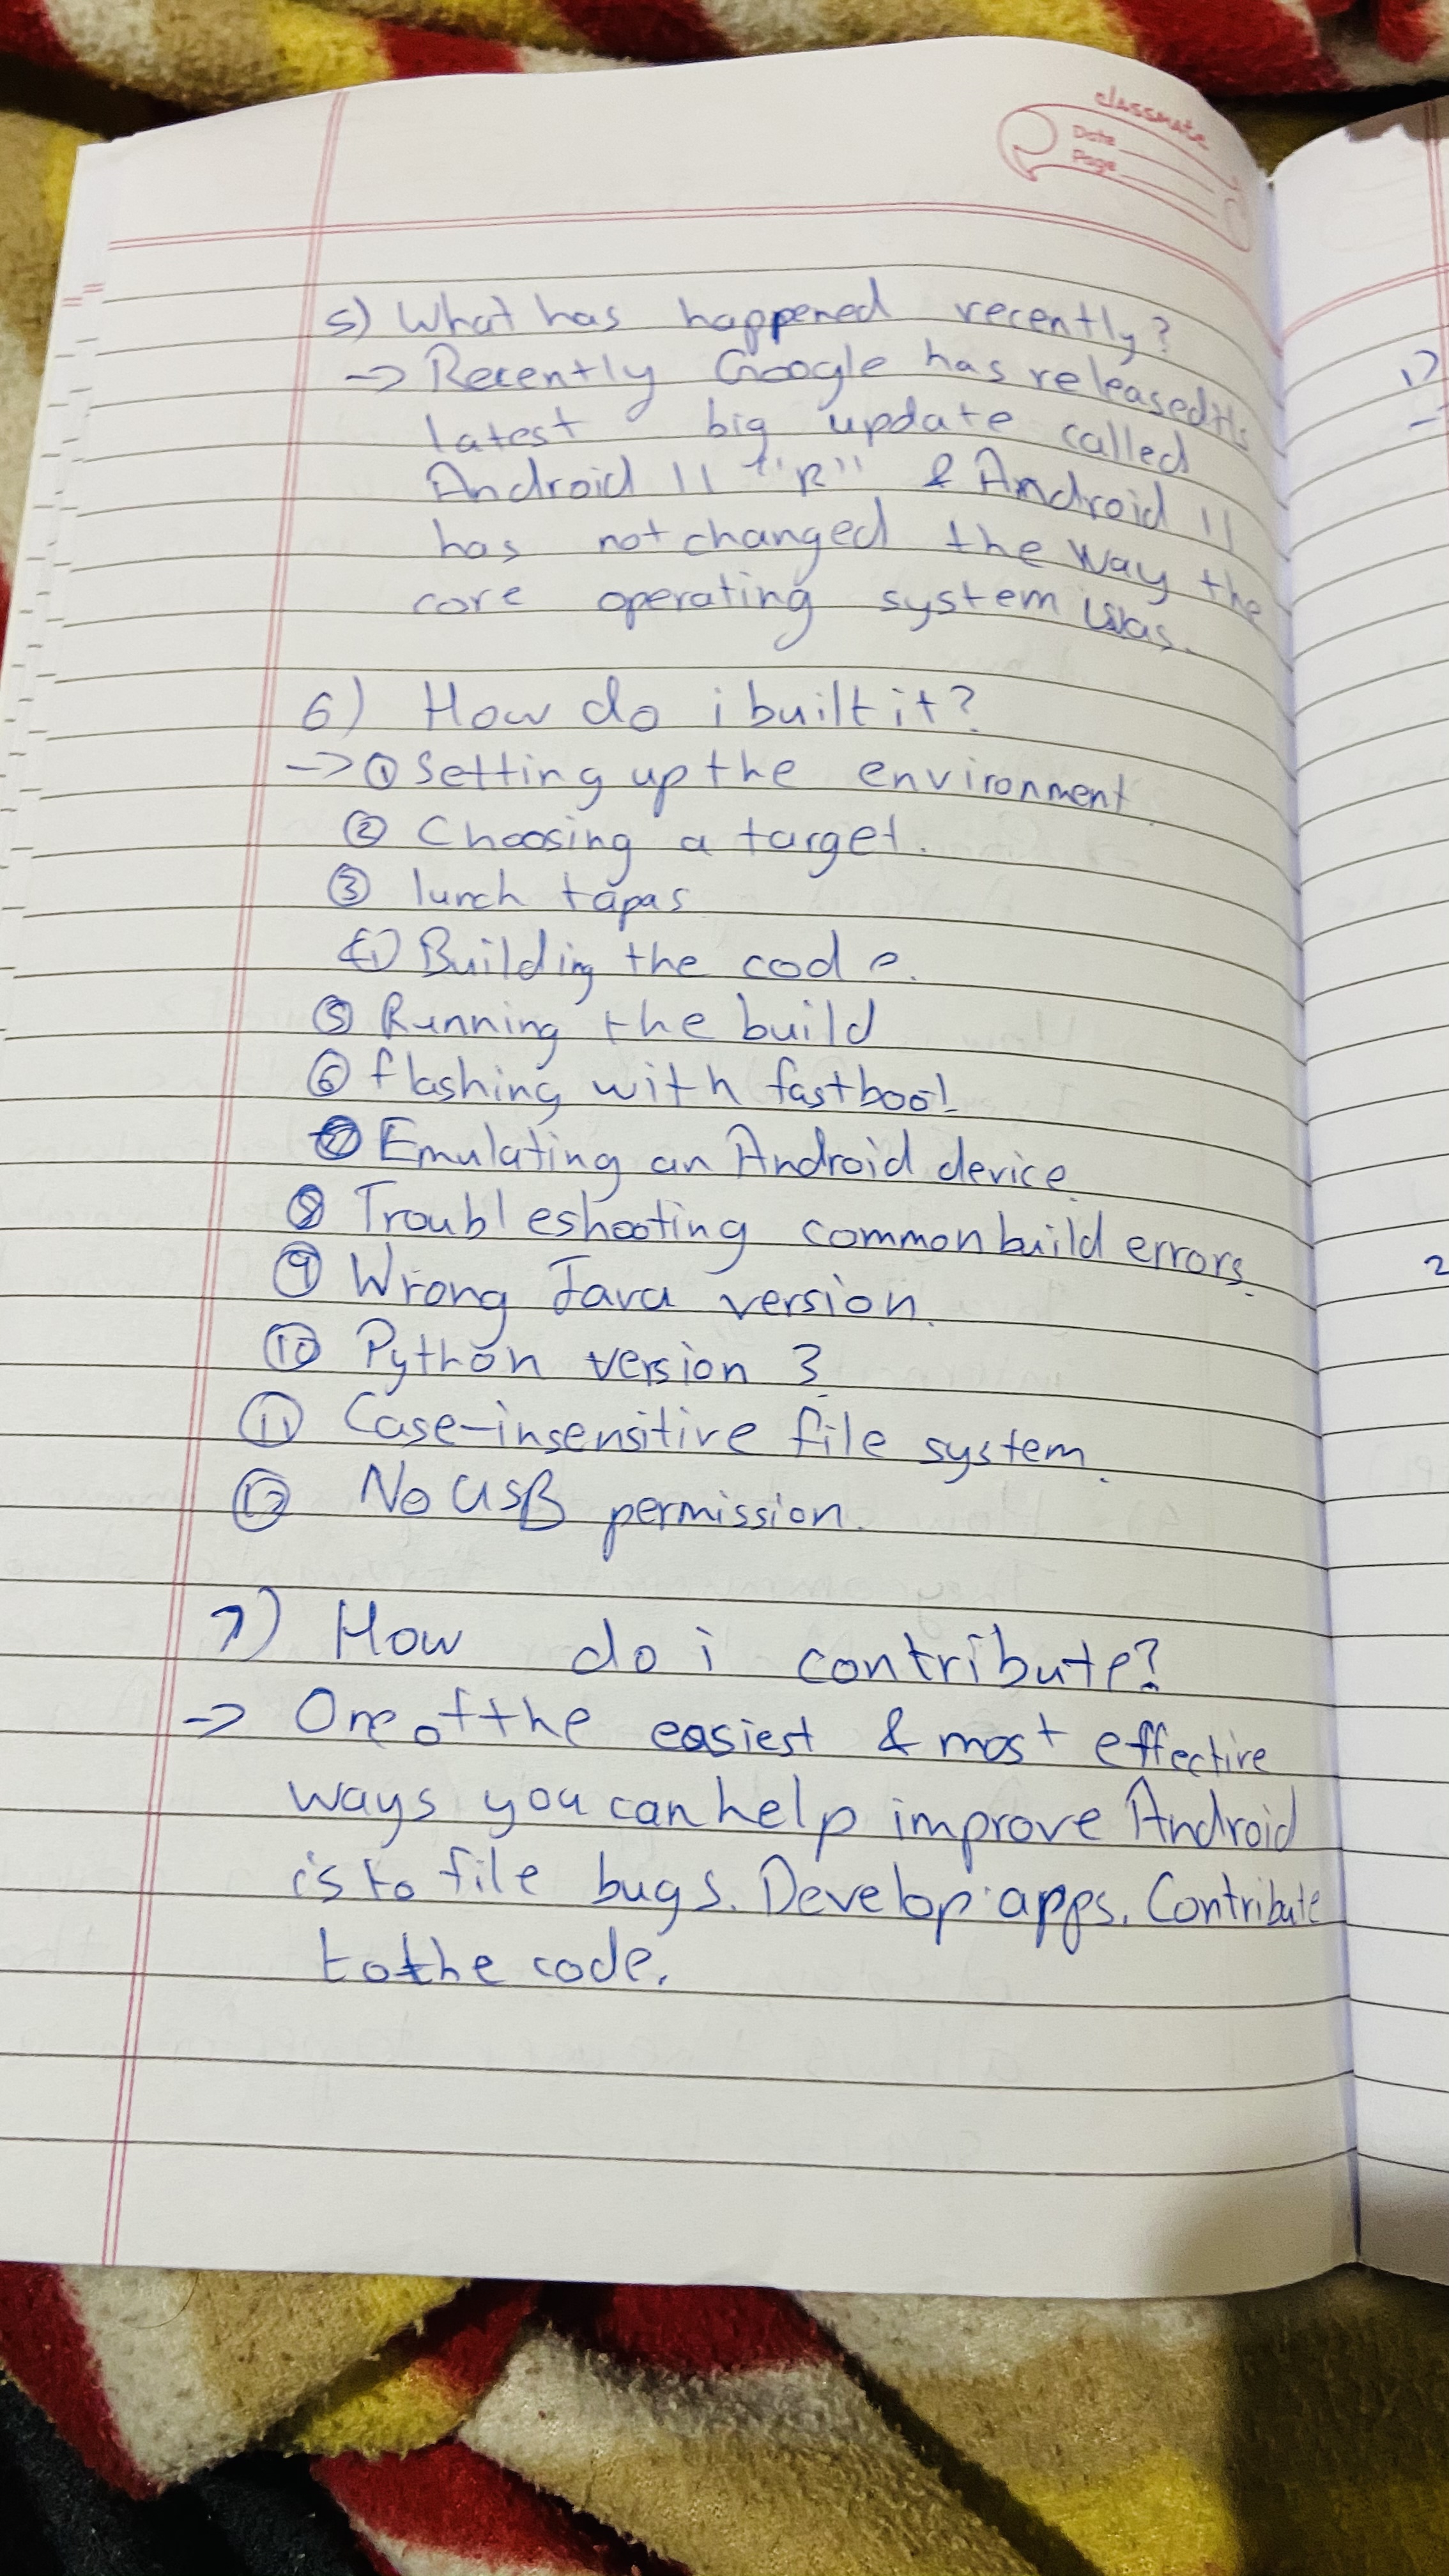 classmate
Date
Page
5) What has happened recently?
-> Recently Google has released its
latest big update called
Android 11 "R" & Android 11
has not changed the way the
core operating system was.
6) How do i built it?
-> ① Setting up the environment
② Choosing a target.
③ lunch tapas
④ Building the code.
⑤ Running the build
⑥ flashing with fastboot
⑦ Emulating an Android device.
⑧ Troubleshooting common build errors.
⑨ Wrong Java version.
⑩ Python version 3.
⑪ Case-insensitive file system.
⑫ No USB permission.
7) How do i contribute?
-> One of the easiest & most effective
ways you can help improve Android
is to file bugs. Develop apps. Contribute
to the code.
1)
2